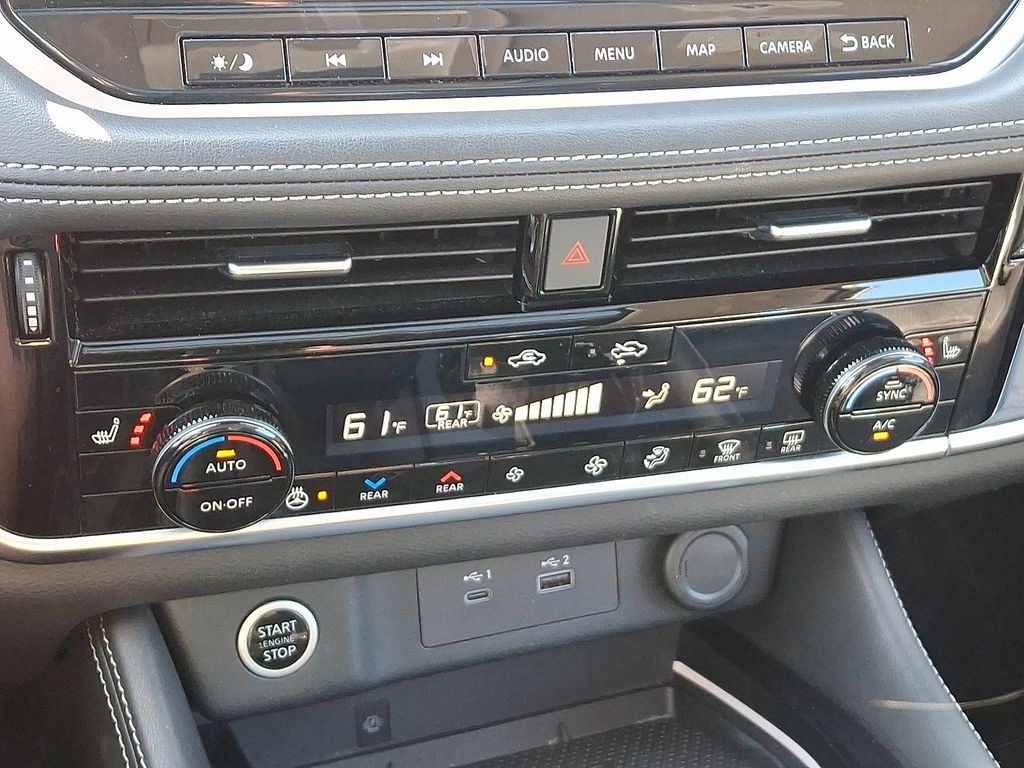 AUDIO MENU MAP CAMERA BACK
61°F 61°F REAR 62°F
SYNC
A/C
AUTO
ON·OFF
REAR REAR FRONT REAR
1 2
START
ENGINE
STOP